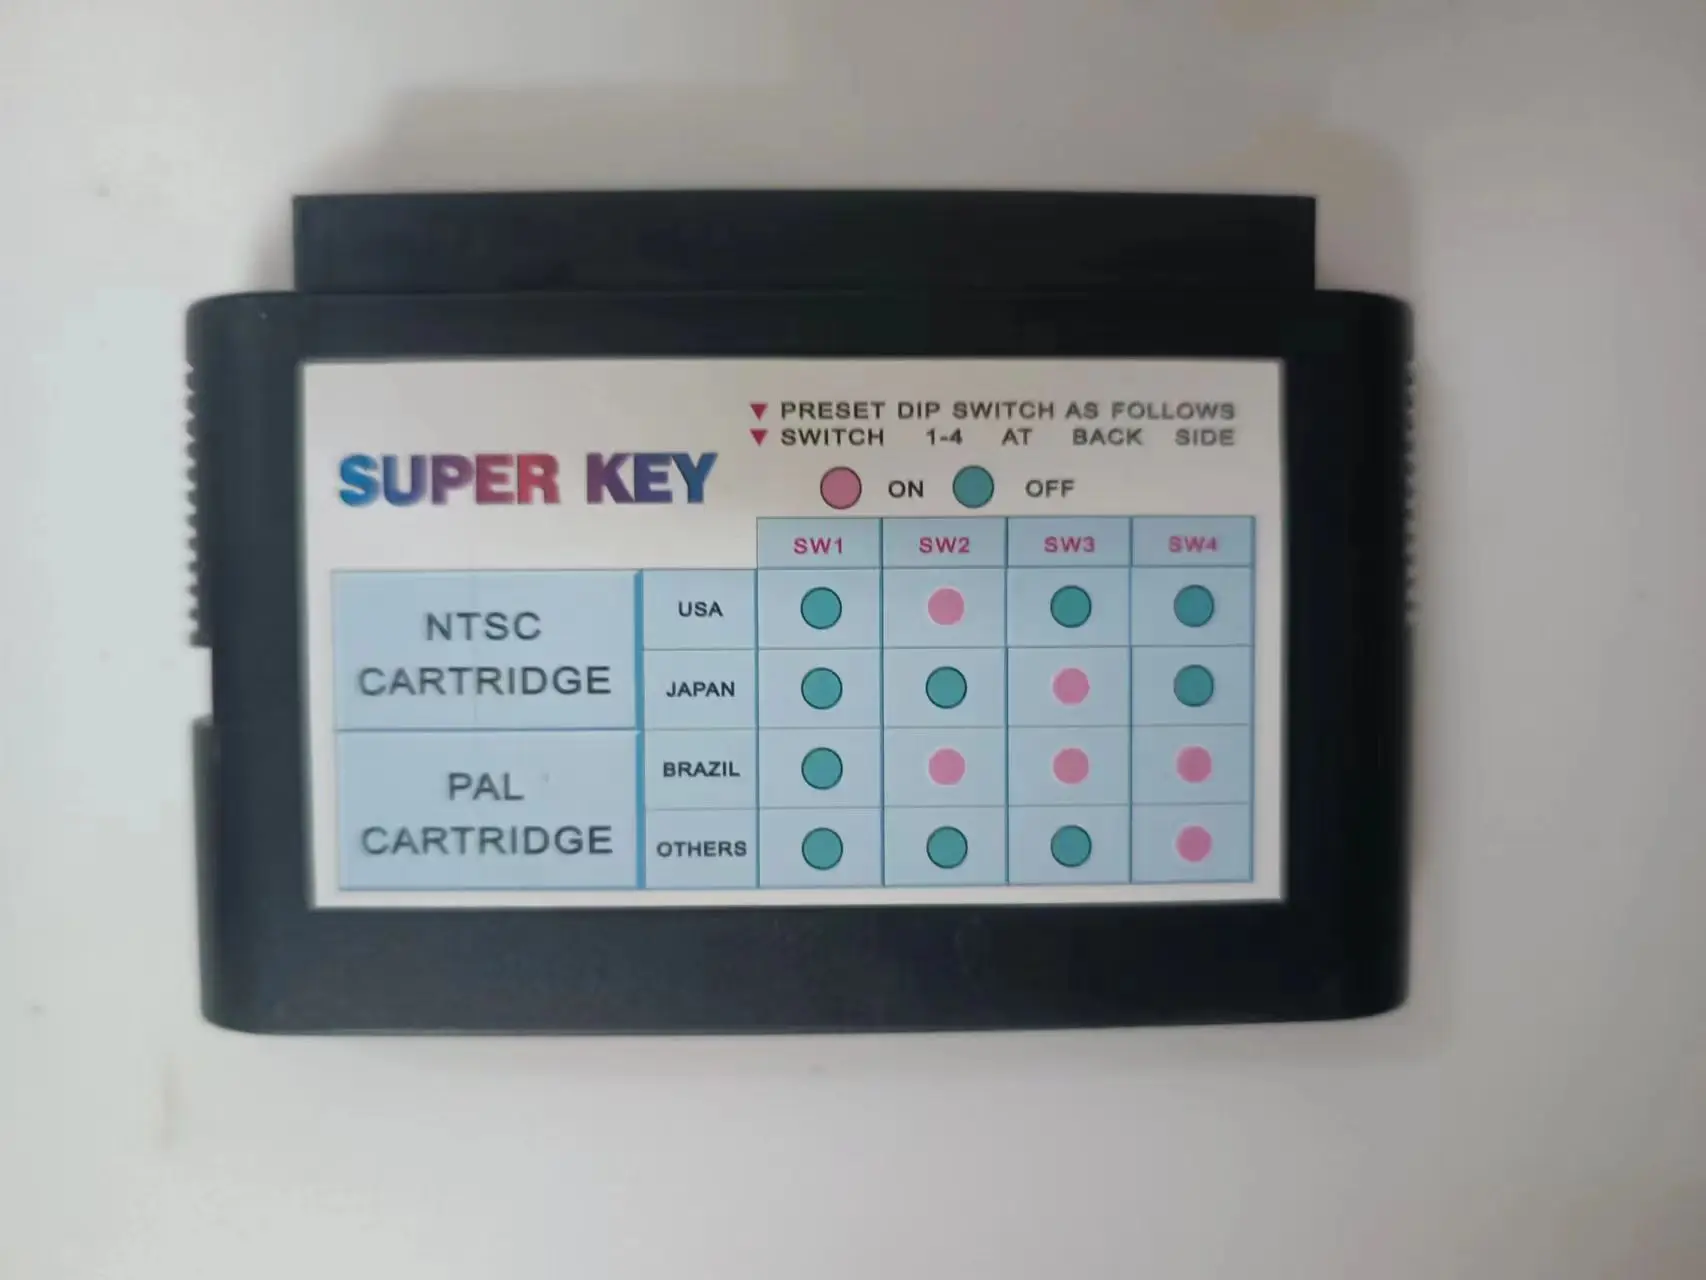 ▼ PRESET DIP SWITCH AS FOLLOWS
▼ SWITCH 1-4 AT BACK SIDE
SUPER KEY
ON OFF
SW1 SW2 SW3 SW4
NTSC
CARTRIDGE
USA
JAPAN
PAL
CARTRIDGE
BRAZIL
OTHERS